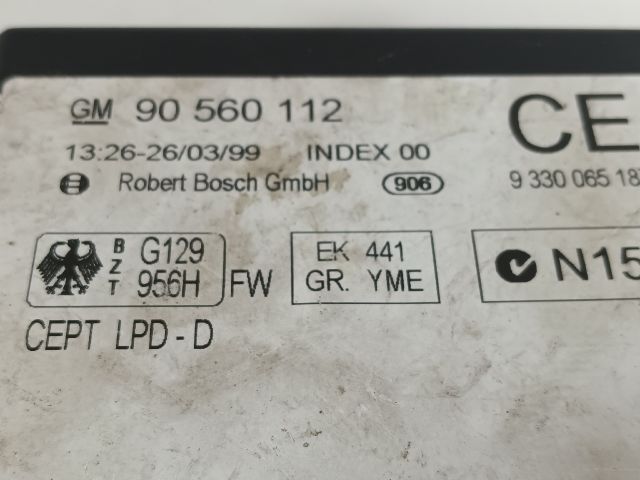 GM 90 560 112
CE
13:26-26/03/99 INDEX 00
Robert Bosch GmbH 906
9 330 065 18
BZT G129 956H FW
EK 441
GR. YME
N15
CEPT LPD - D